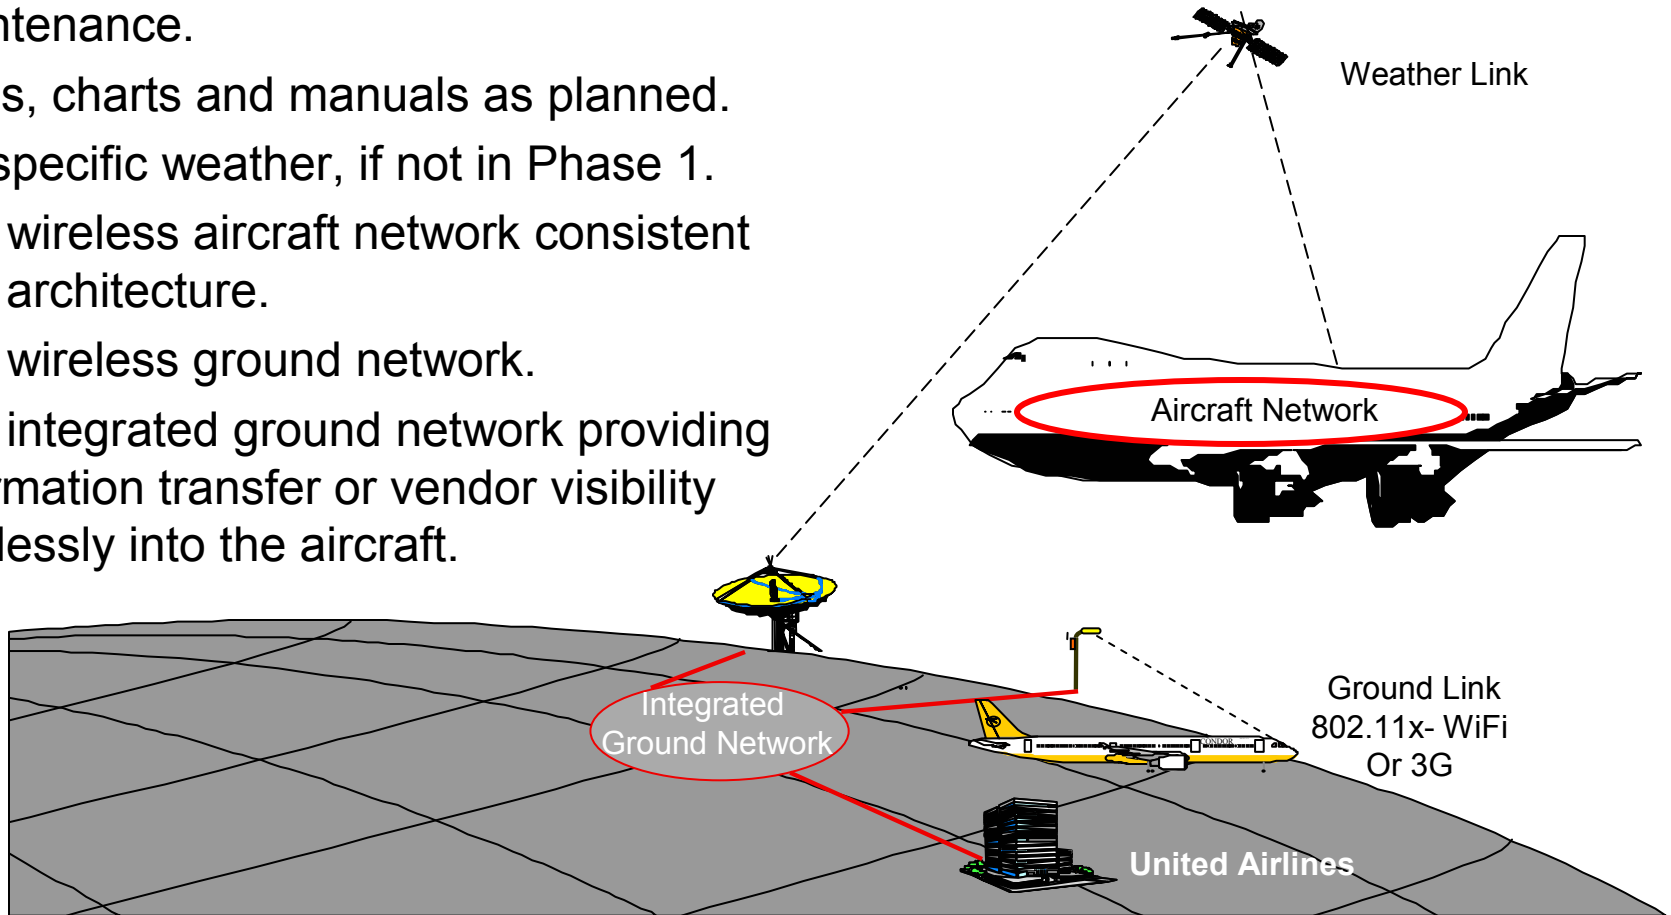 ntenance.
s, charts and manuals as planned.
specific weather, if not in Phase 1.
wireless aircraft network consistent
architecture.
wireless ground network.
integrated ground network providing
rmation transfer or vendor visibility
lessly into the aircraft.
Weather Link
Aircraft Network
Integrated
Ground Network
CONDOR
Ground Link
802.11x- WiFi
Or 3G
United Airlines